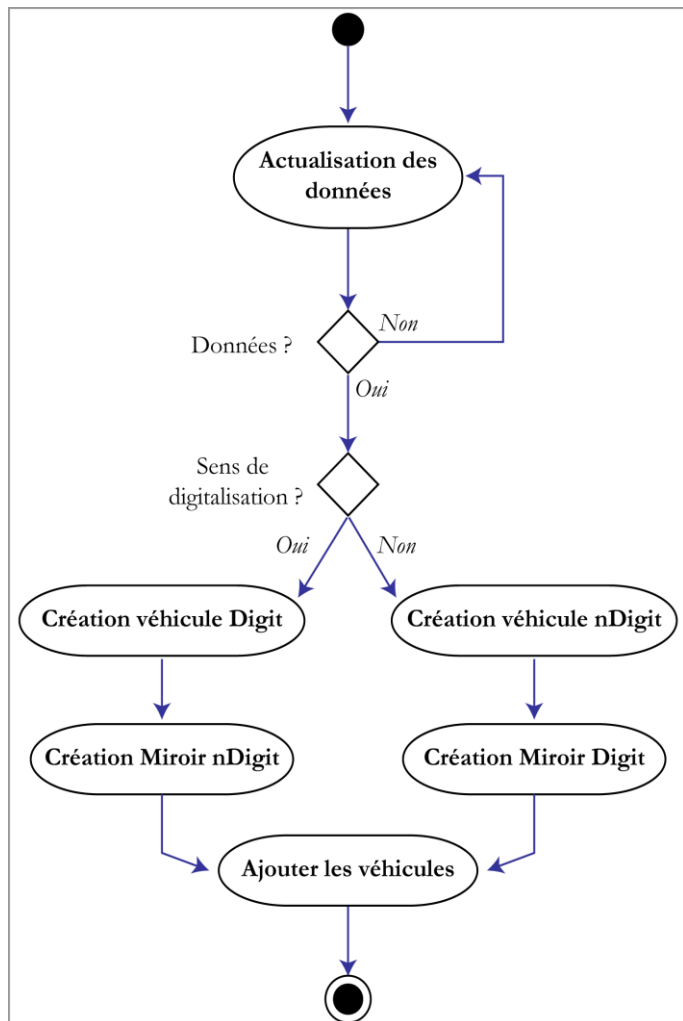 Actualisation des
données
Non
Données ?
Oui
Sens de
digitalisation ?
Oui
Non
Création véhicule Digit
Création véhicule nDigit
Création Miroir nDigit
Création Miroir Digit
Ajouter les véhicules